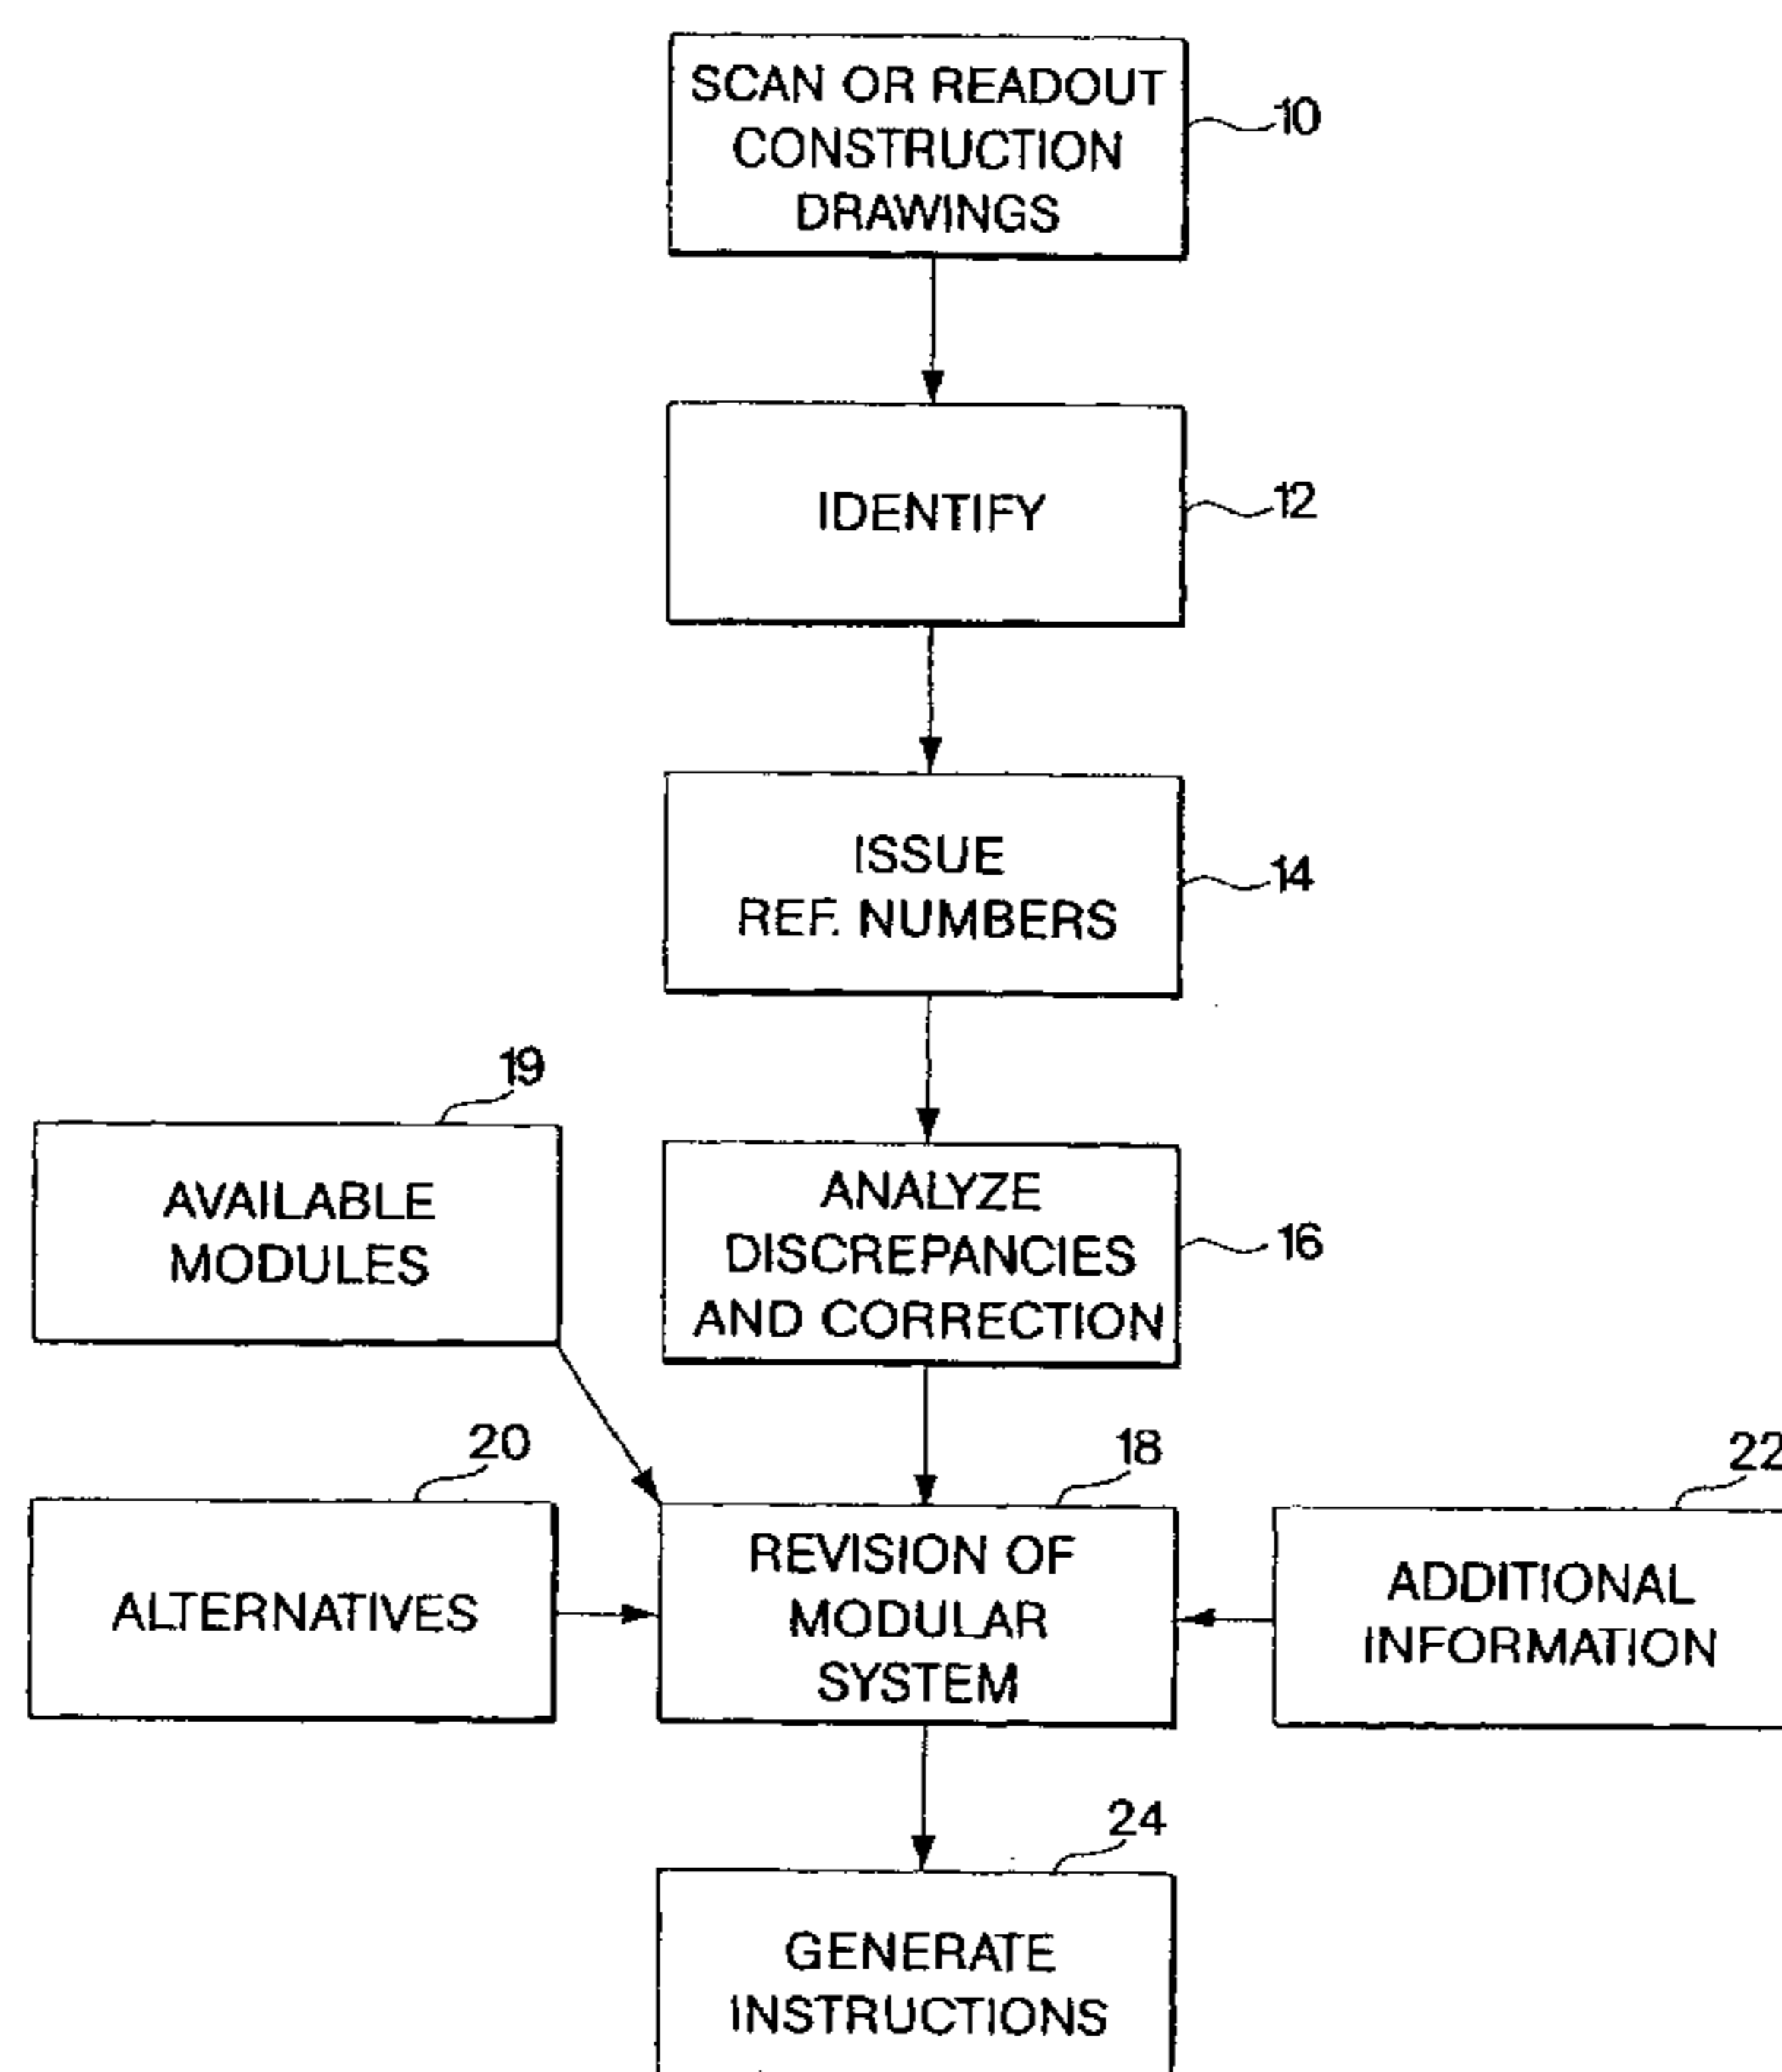 SCAN OR READOUT
CONSTRUCTION
DRAWINGS
10
IDENTIFY
12
ISSUE
REF. NUMBERS
14
19
AVAILABLE
MODULES
ANALYZE
DISCREPANCIES
AND CORRECTION
16
20
ALTERNATIVES
18
REVISION OF
MODULAR
SYSTEM
22
ADDITIONAL
INFORMATION
24
GENERATE
INSTRUCTIONS